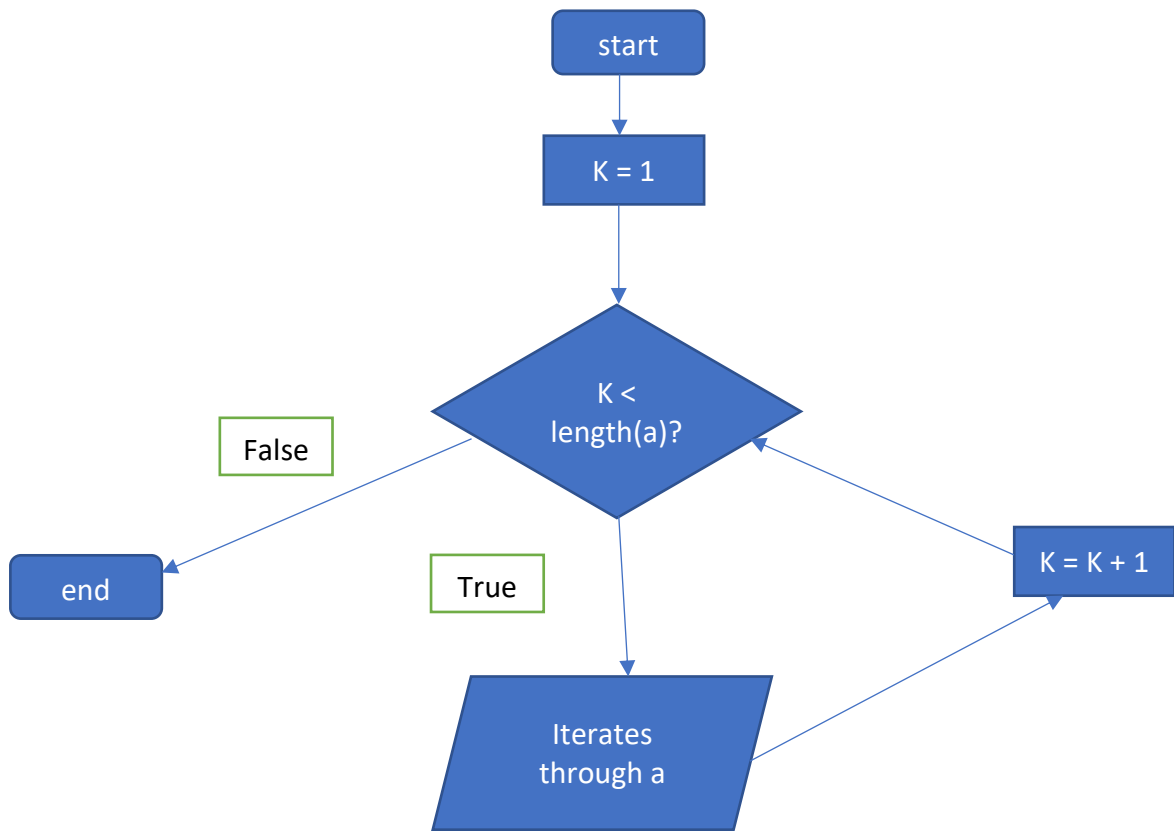 start
K = 1
K <
length(a)?
False
True
end
K = K + 1
Iterates
through a